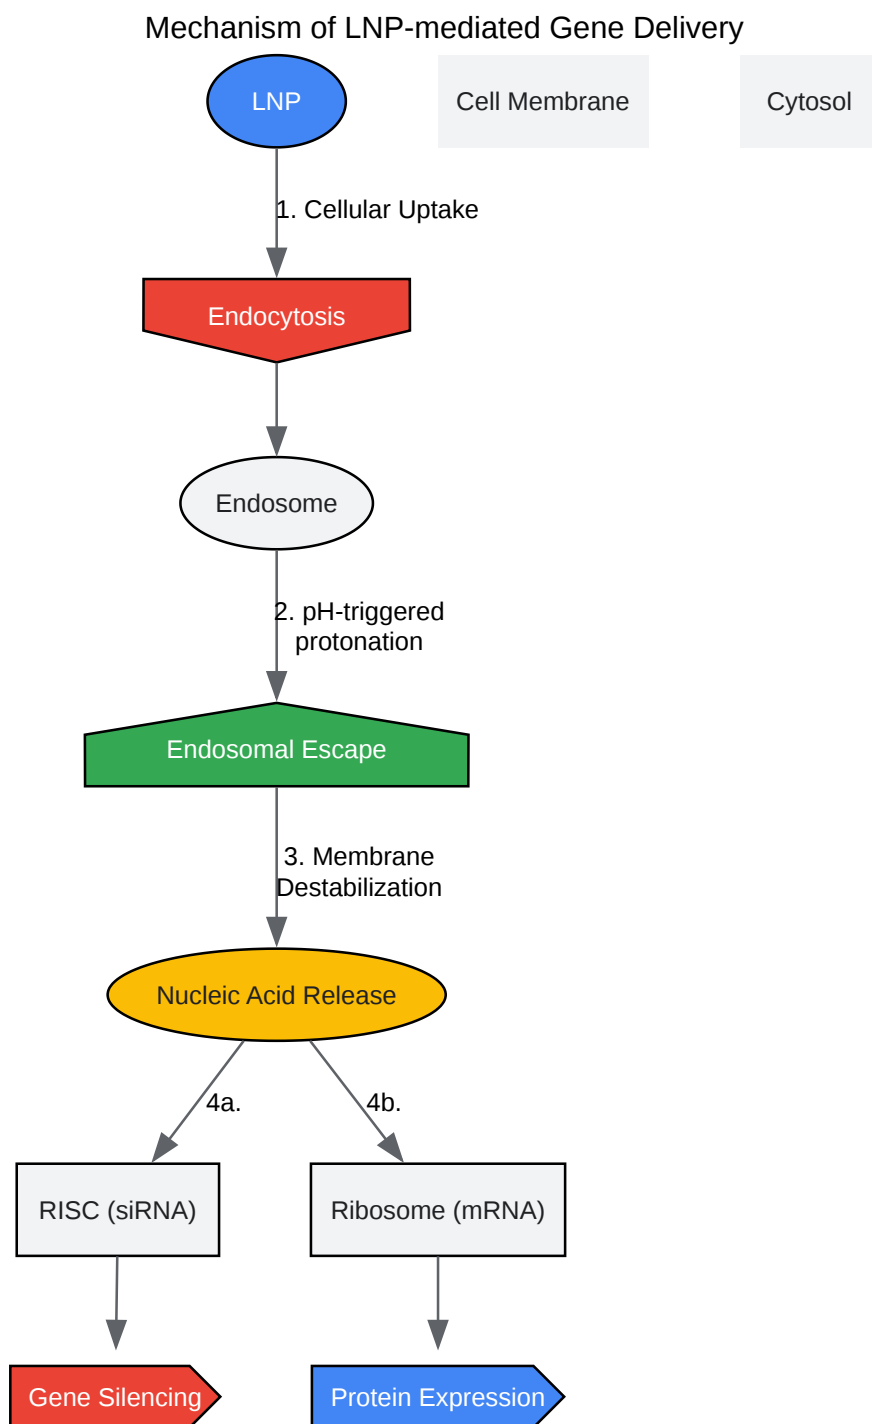 Mechanism of LNP-mediated Gene Delivery
LNP
Cell Membrane
Cytosol
1. Cellular Uptake
Endocytosis
Endosome
2. pH-triggered
protonation
Endosomal Escape
3. Membrane
Destabilization
Nucleic Acid Release
4a.
4b.
RISC (siRNA)
Ribosome (mRNA)
Gene Silencing
Protein Expression